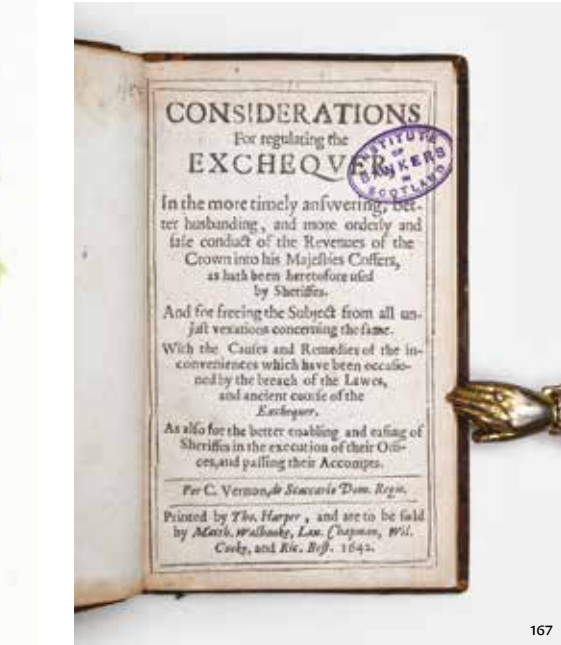 CONSIDERATIONS
For regulating the
EXCHEQVER,
INSTITUTE
OF
BANKERS
IN
SCOTLAND
In the more timely anſwering, bet-
ter husbanding, and more orderly and
ſafe conduct of the Revenues of the
Crown into his Majeſties Coffers,
as hath been heretofore uſed
by Sheriffes.
And for freeing the Subject from all un-
juſt vexations concerning the ſame.
With the Cauſes and Remedies of the in-
conveniences which have been occaſio-
ned by the breach of the Lawes,
and ancient courſe of the
Exchequer.
As alſo for the better enabling and eaſing of
Sheriffes in the execution of their Offi-
ces, and paſſing their Accompts.
Per C. Vernon, de Scaccario Dom. Regis.
Printed by Tho. Harper, and are to be ſold
by Matth. Walbanke, Lau. Chapman, Wil.
Cooke, and Ric. Beſt. 1642.
167